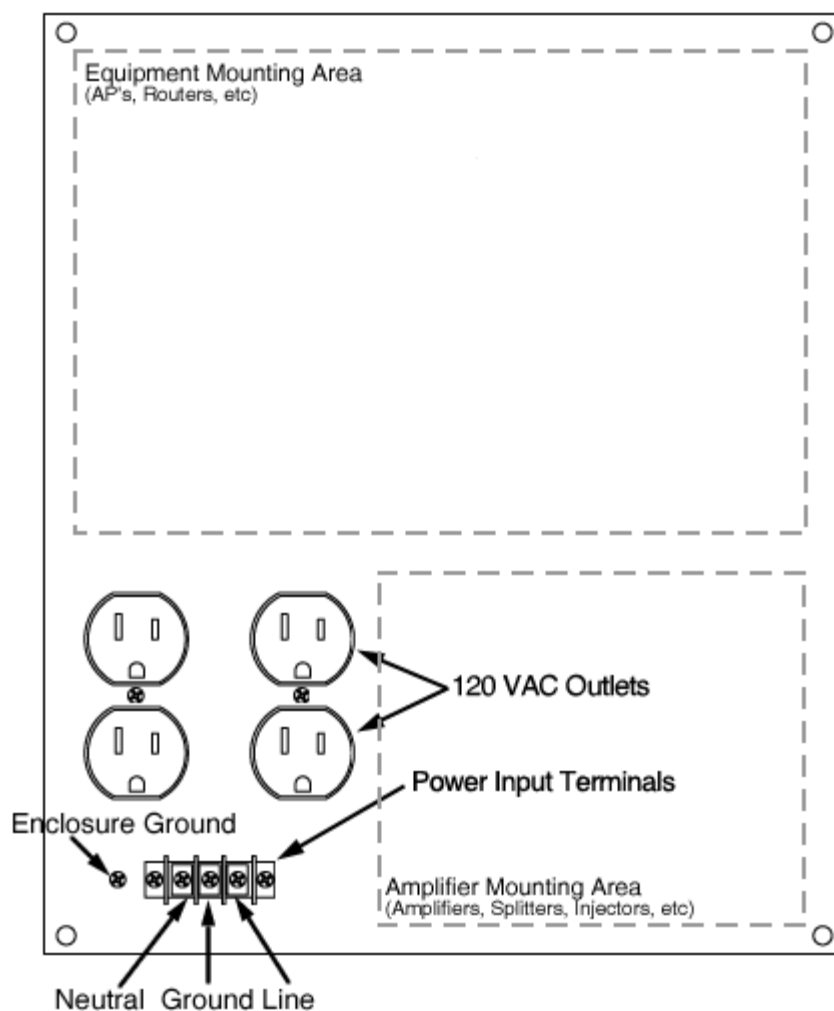 Equipment Mounting Area
(AP's, Routers, etc)
120 VAC Outlets
Power Input Terminals
Enclosure Ground
Amplifier Mounting Area
(Amplifiers, Splitters, Injectors, etc)
Neutral Ground Line